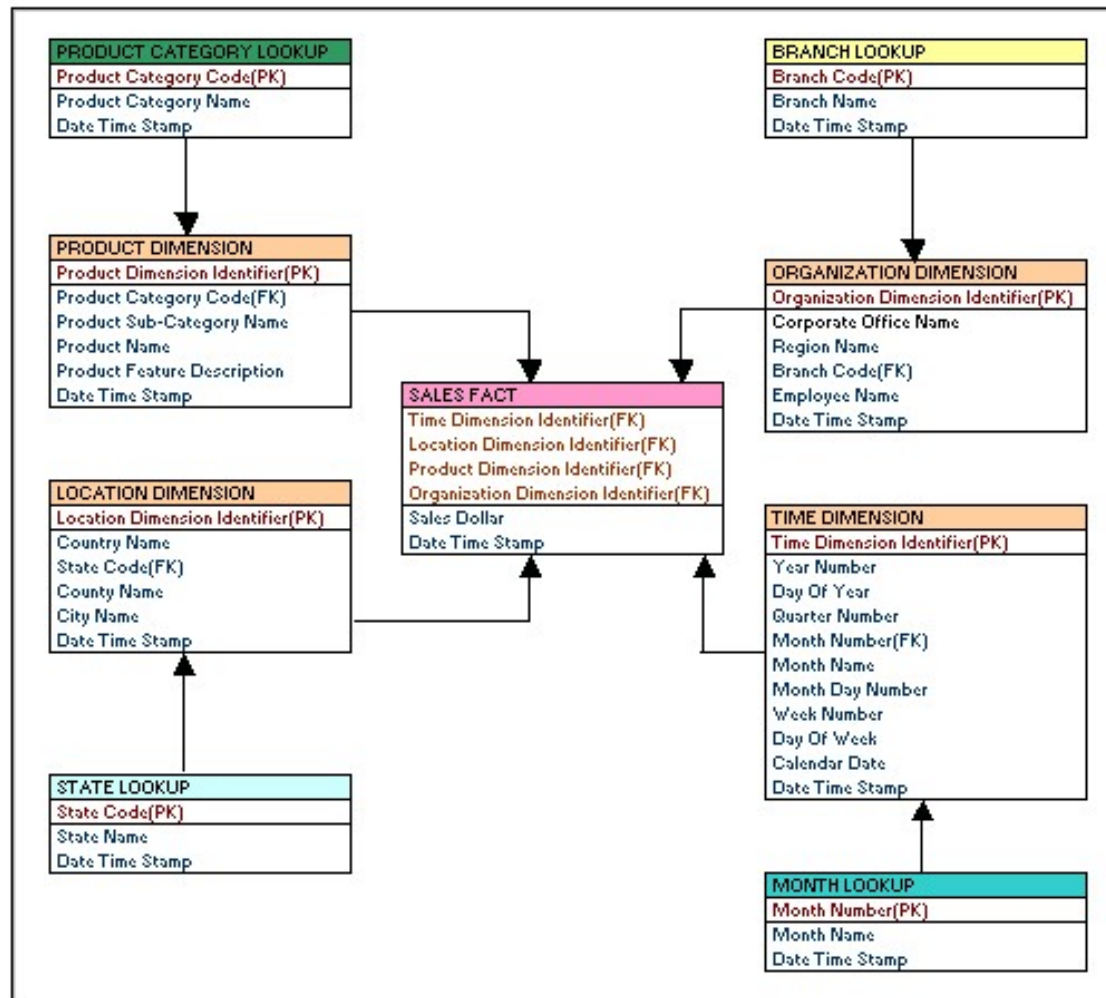 PRODUCT CATEGORY LOOKUP
Product Category Code(PK)
Product Category Name
Date Time Stamp
BRANCH LOOKUP
Branch Code(PK)
Branch Name
Date Time Stamp
PRODUCT DIMENSION
Product Dimension Identifier(PK)
Product Category Code(FK)
Product Sub-Category Name
Product Name
Product Feature Description
Date Time Stamp
ORGANIZATION DIMENSION
Organization Dimension Identifier(PK)
Corporate Office Name
Region Name
Branch Code(FK)
Employee Name
Date Time Stamp
SALES FACT
Time Dimension Identifier(FK)
Location Dimension Identifier(FK)
Product Dimension Identifier(FK)
Organization Dimension Identifier(FK)
Sales Dollar
Date Time Stamp
LOCATION DIMENSION
Location Dimension Identifier(PK)
Country Name
State Code(FK)
County Name
City Name
Date Time Stamp
TIME DIMENSION
Time Dimension Identifier(PK)
Year Number
Day Of Year
Quarter Number
Month Number(FK)
Month Name
Month Day Number
Week Number
Day Of Week
Calendar Date
Date Time Stamp
STATE LOOKUP
State Code(PK)
State Name
Date Time Stamp
MONTH LOOKUP
Month Number(PK)
Month Name
Date Time Stamp